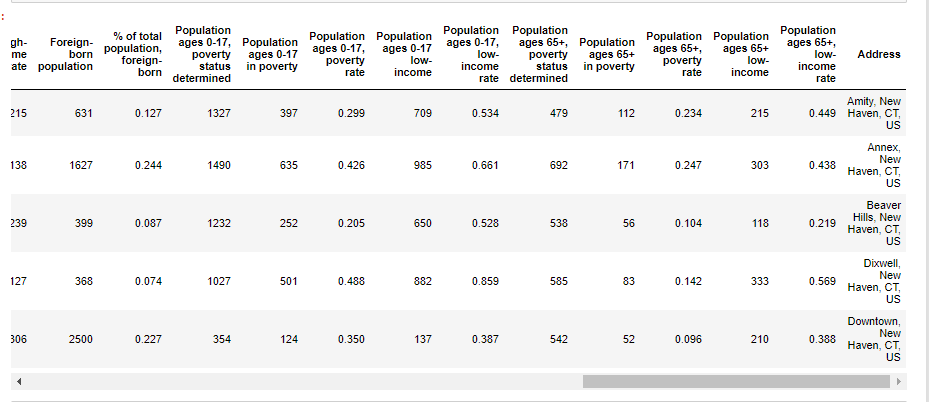 :
gh-
me
ate
Foreign-
born
population
% of total
population,
foreign-
born
Population
ages 0-17,
poverty
status
determined
Population
ages 0-17
in poverty
Population
ages 0-17,
poverty
rate
Population
ages 0-17
low-
income
Population
ages 0-17,
low-
income
rate
Population
ages 65+,
poverty
status
determined
Population
ages 65+
in poverty
Population
ages 65+,
poverty
rate
Population
ages 65+
low-
income
Population
ages 65+,
low-
income
rate
Address
215 631 0.127 1327 397 0.299 709 0.534 479 112 0.234 215 0.449
Amity, New
Haven, CT,
US
138 1627 0.244 1490 635 0.426 985 0.661 692 171 0.247 303 0.438
Annex,
New
Haven, CT,
US
239 399 0.087 1232 252 0.205 650 0.528 538 56 0.104 118 0.219
Beaver
Hills, New
Haven, CT,
US
127 368 0.074 1027 501 0.488 882 0.859 585 83 0.142 333 0.569
Dixwell,
New
Haven, CT,
US
306 2500 0.227 354 124 0.350 137 0.387 542 52 0.096 210 0.388
Downtown,
New
Haven, CT,
US